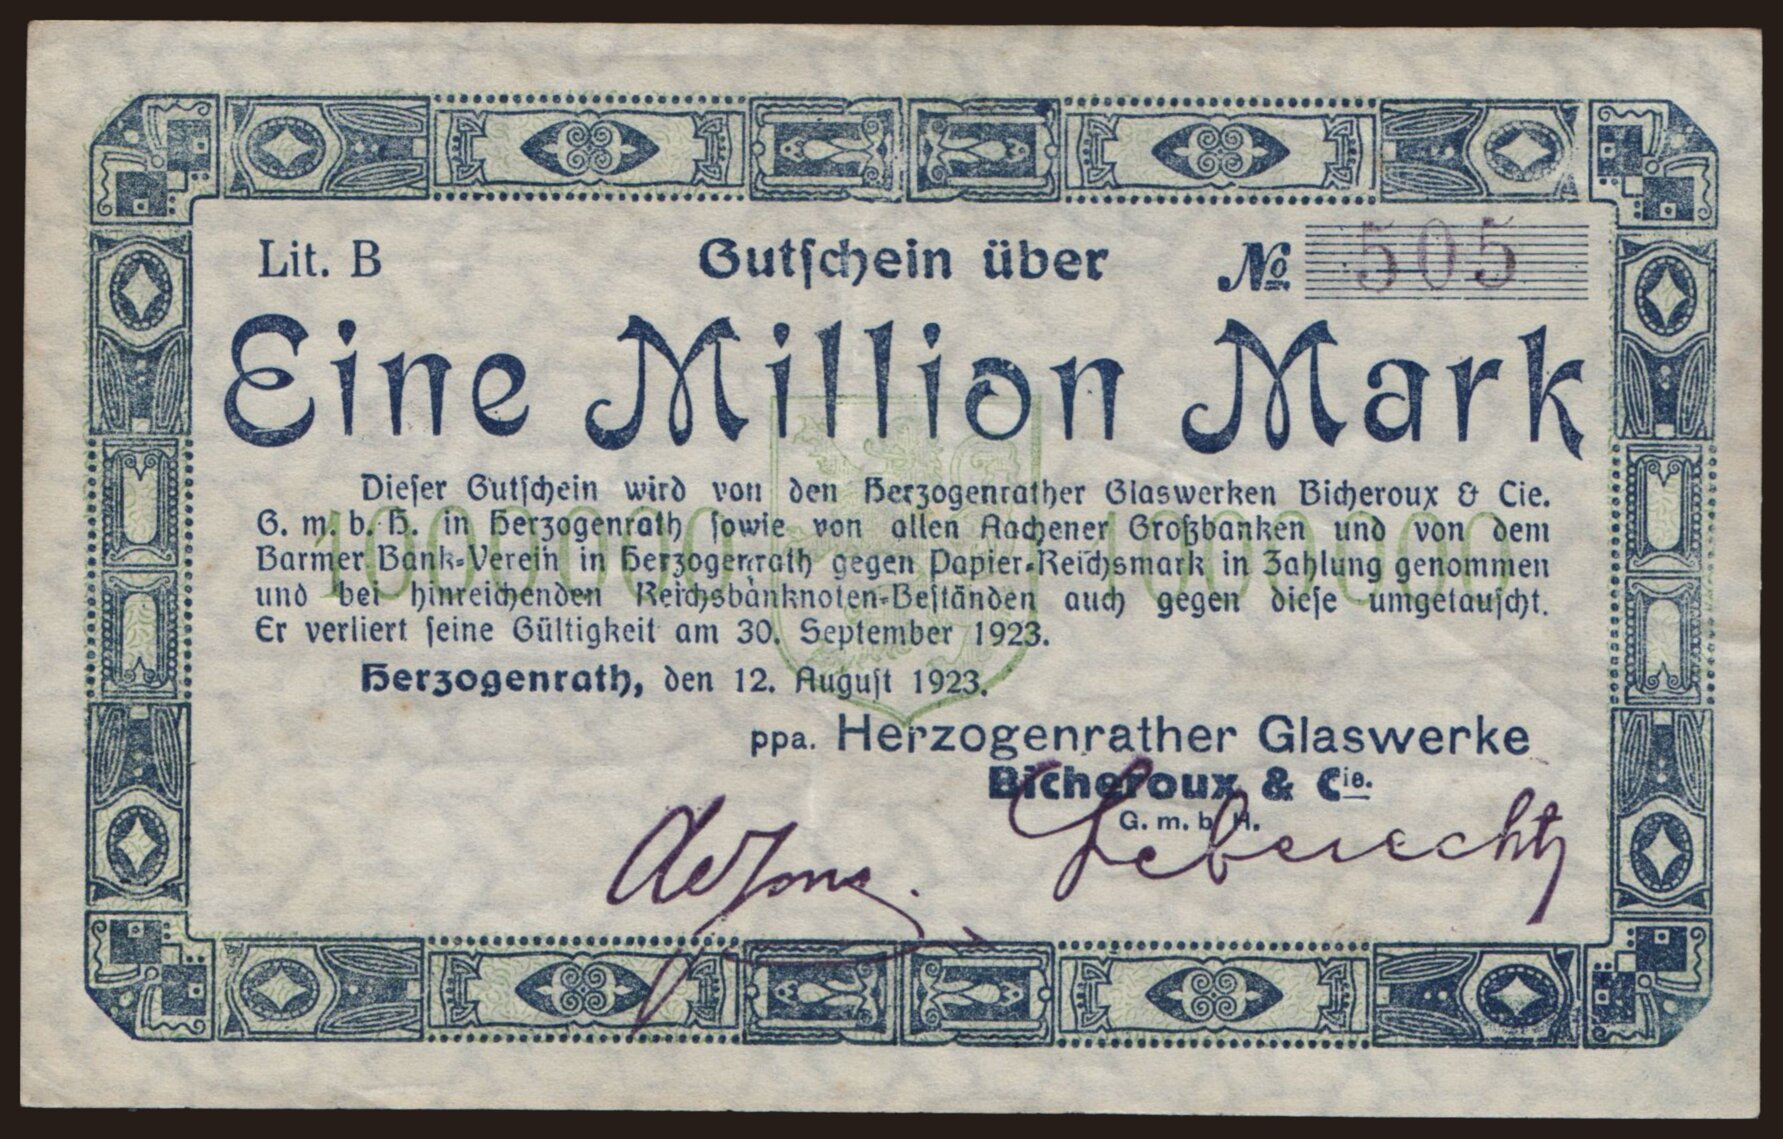 Lit. B Gutschein über No. 505
Eine Million Mark
1000000 1000000
Dieser Gutschein wird von den Herzogenrather Glaswerken Bicheroux & Cie.
G. m. b. H. in Herzogenrath sowie von allen Aachener Großbanken und von dem
Barmer Bank-Verein in Herzogenrath gegen Papier-Reichsmark in Zahlung genommen
und bei hinreichenden Reichsbanknoten-Beständen auch gegen diese umgetauscht.
Er verliert seine Gültigkeit am 30. September 1923.
Herzogenrath, den 12. August 1923.
ppa. Herzogenrather Glaswerke
Bicheroux & Cie.
G. m. b. H.
Leberecht